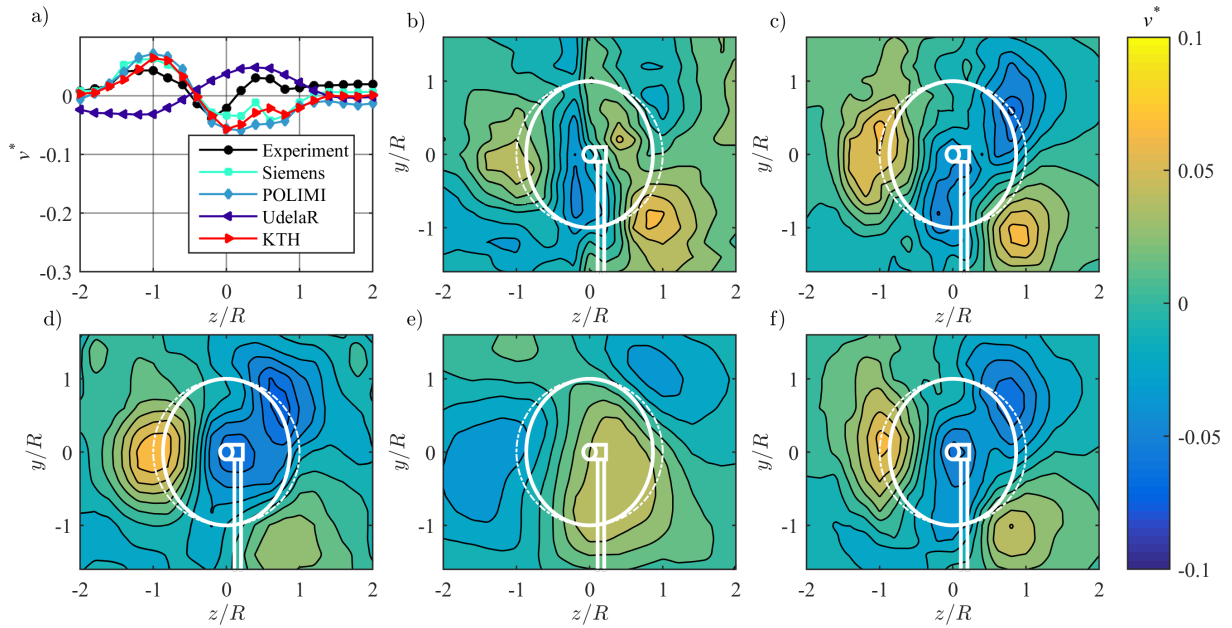 a)
0
-0.1
-0.2
-0.3
v*
Experiment
Siemens
POLIMI
UdelaR
KTH
-2 -1 0 1 2
z/R
b)
1
0
-1
y/R
-2 -1 0 1 2
z/R
c)
1
0
-1
y/R
-2 -1 0 1 2
z/R
v*
0.1
0.05
0
-0.05
-0.1
d)
1
0
-1
y/R
-2 -1 0 1 2
z/R
e)
1
0
-1
y/R
-2 -1 0 1 2
z/R
f)
1
0
-1
y/R
-2 -1 0 1 2
z/R